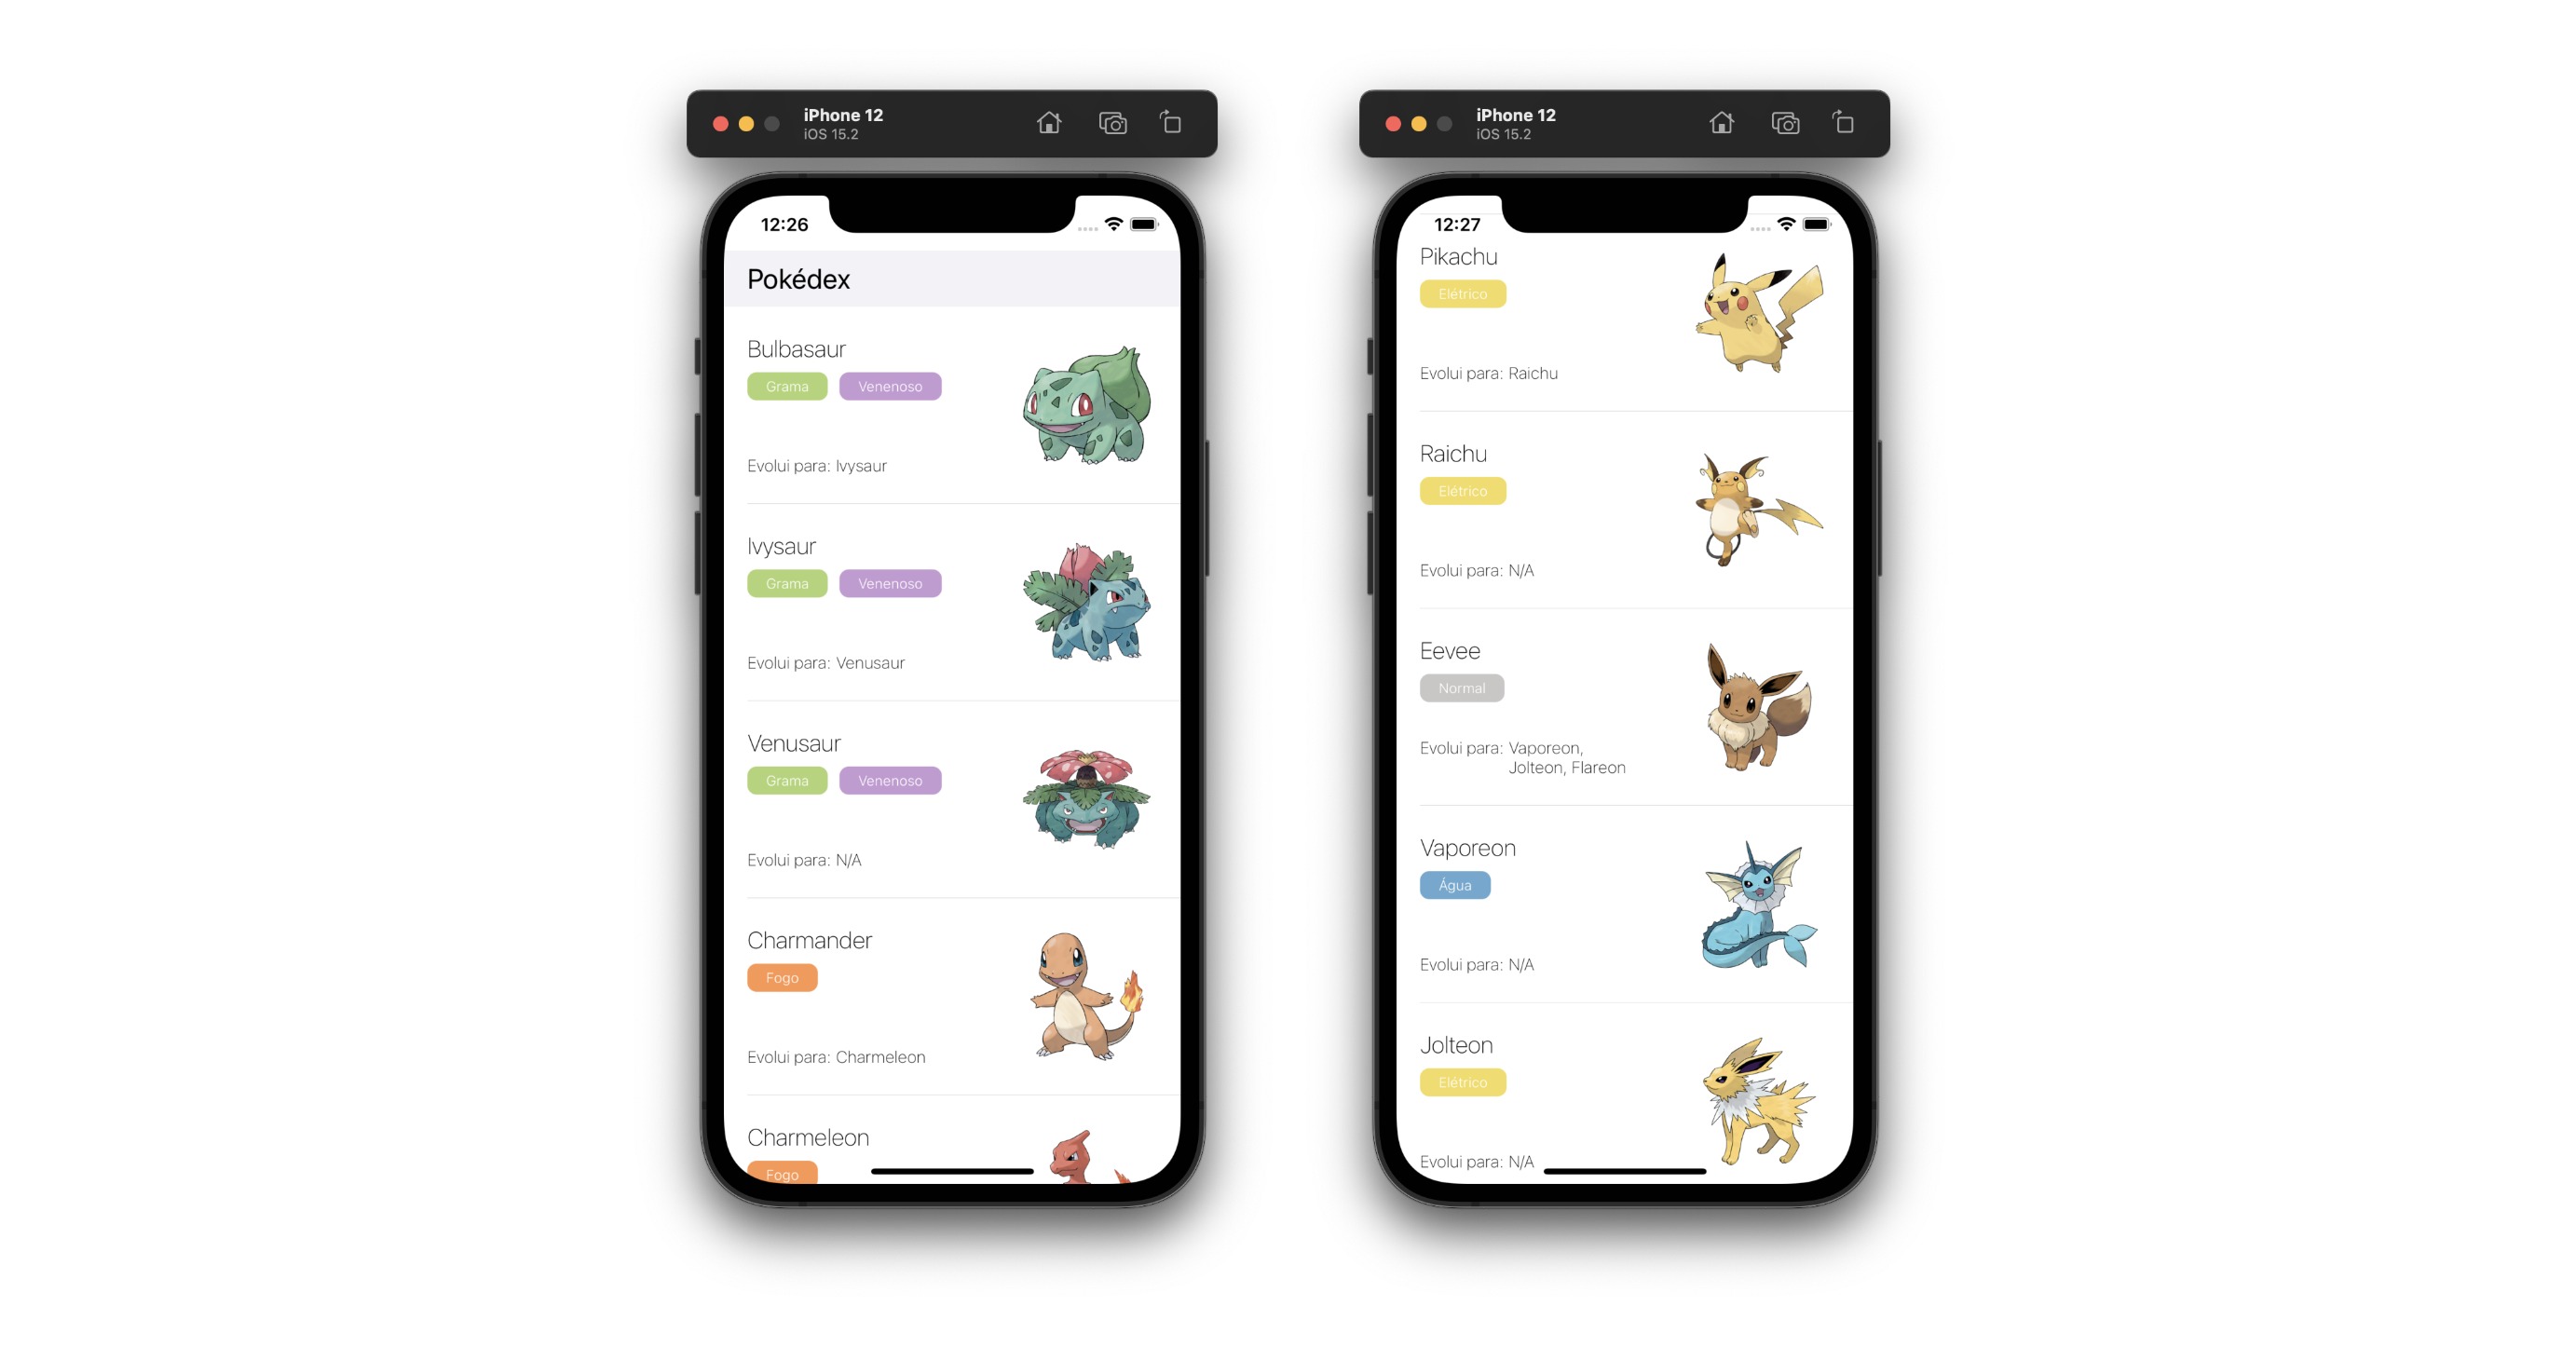 iPhone 12
iOS 15.2
12:26
Pokédex
Bulbasaur
Grama Venenoso
Evolui para: Ivysaur
Ivysaur
Grama Venenoso
Evolui para: Venusaur
Venusaur
Grama Venenoso
Evolui para: N/A
Charmander
Fogo
Evolui para: Charmeleon
Charmeleon
Fogo
iPhone 12
iOS 15.2
12:27
Pikachu
Elétrico
Evolui para: Raichu
Raichu
Elétrico
Evolui para: N/A
Eevee
Normal
Evolui para: Vaporeon,
Jolteon, Flareon
Vaporeon
Água
Evolui para: N/A
Jolteon
Elétrico
Evolui para: N/A